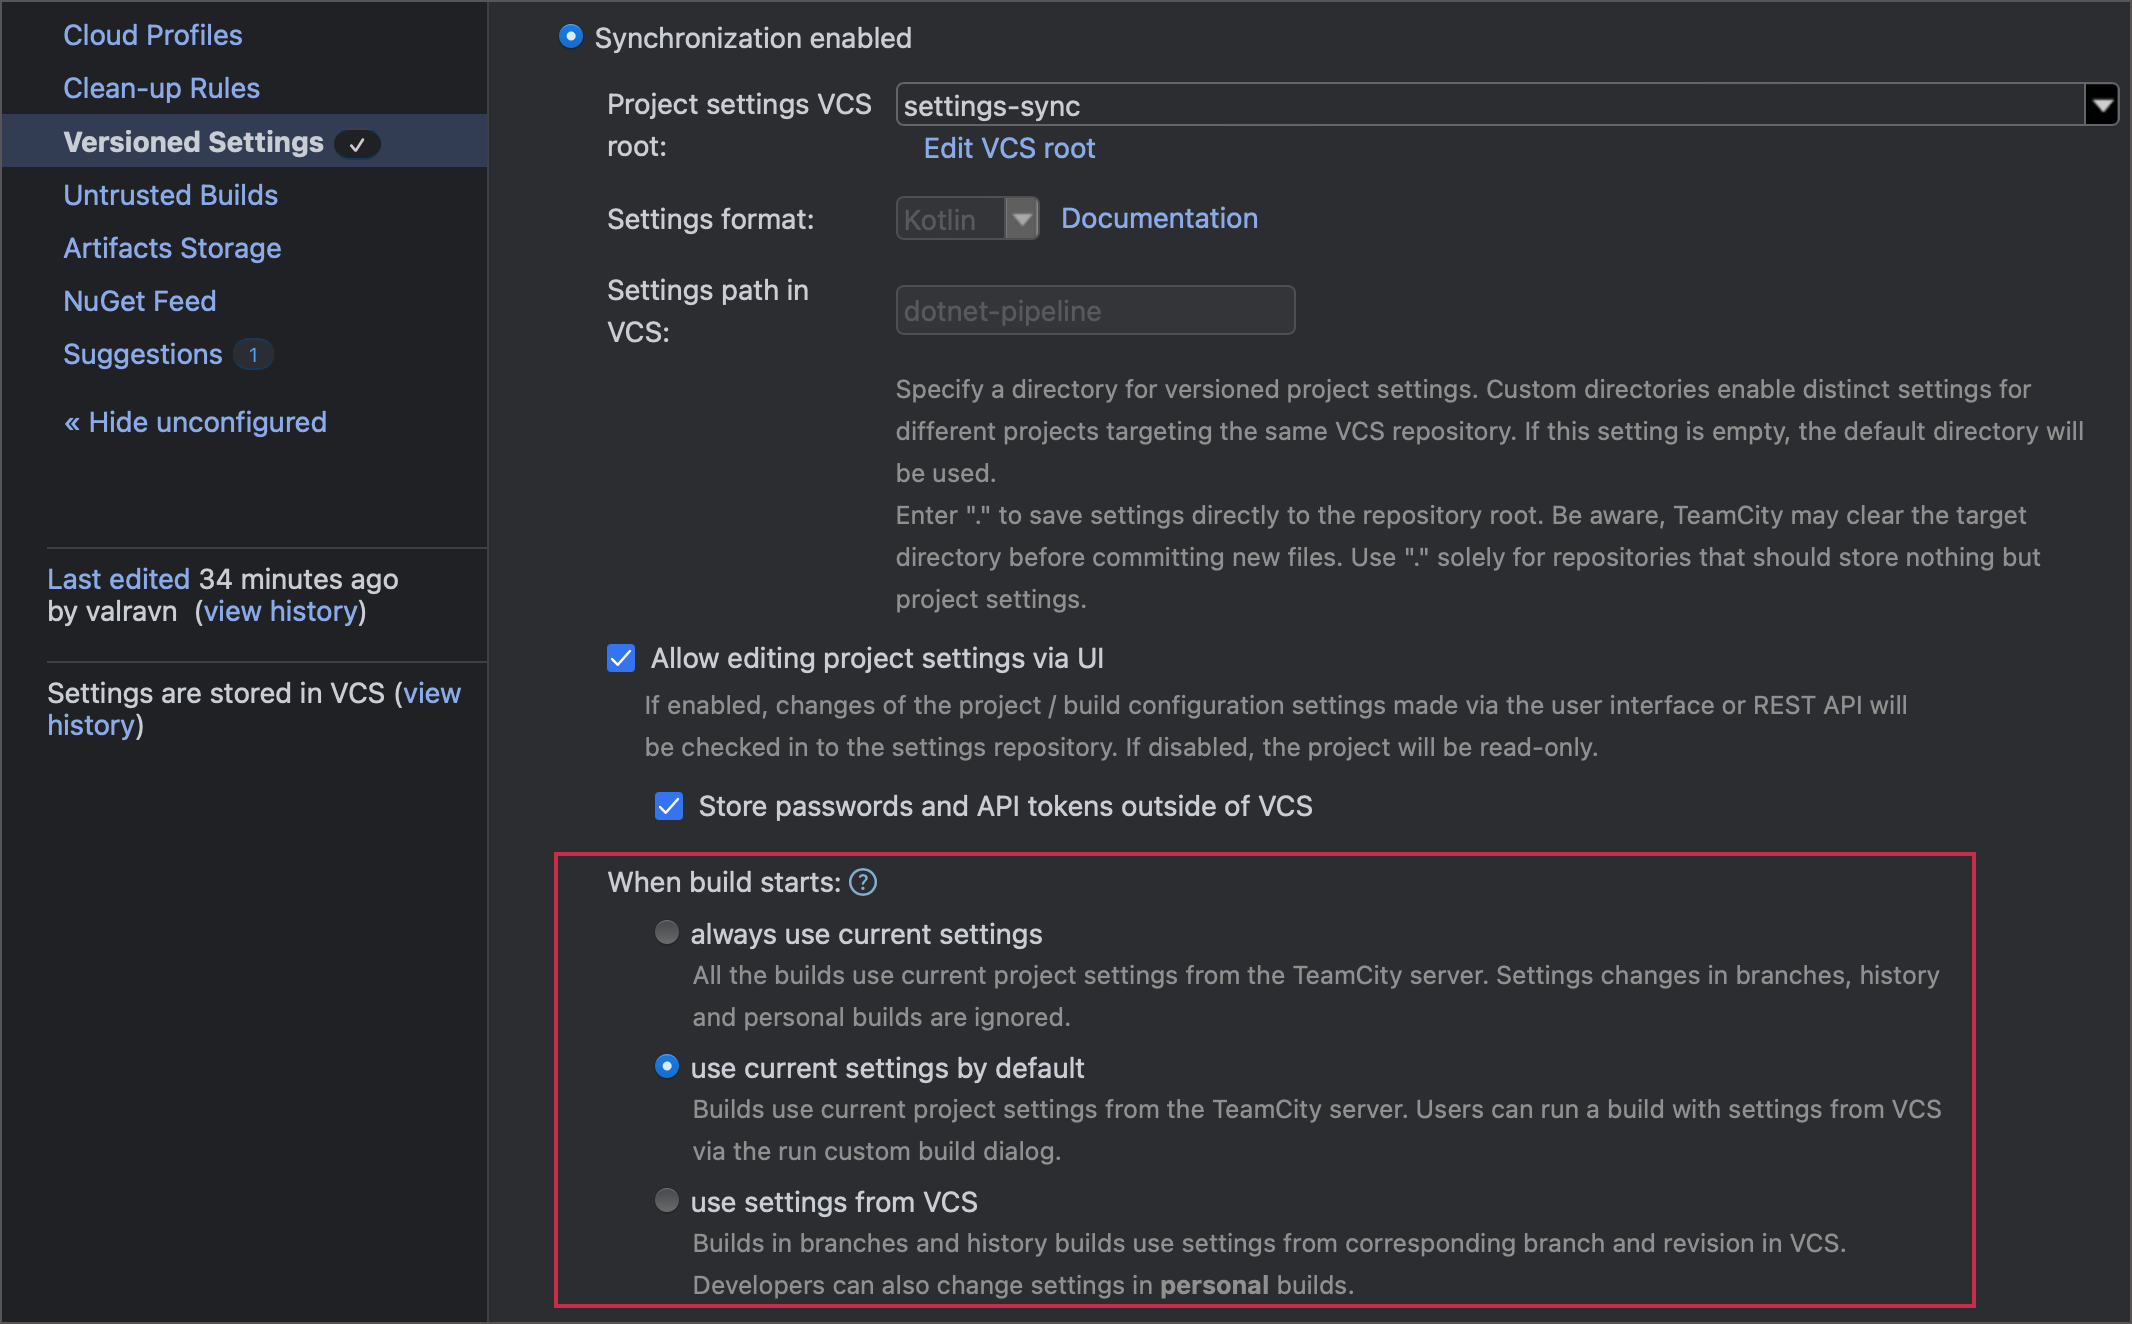 Cloud Profiles
Clean-up Rules
Versioned Settings
Untrusted Builds
Artifacts Storage
NuGet Feed
Suggestions 1
« Hide unconfigured
Last edited 34 minutes ago
by valravn (view history)
Settings are stored in VCS (view
history)
Synchronization enabled
Project settings VCS
root:
settings-sync
Edit VCS root
Settings format:
Kotlin
Documentation
Settings path in
VCS:
dotnet-pipeline
Specify a directory for versioned project settings. Custom directories enable distinct settings for
different projects targeting the same VCS repository. If this setting is empty, the default directory will
be used.
Enter "." to save settings directly to the repository root. Be aware, TeamCity may clear the target
directory before committing new files. Use "." solely for repositories that should store nothing but
project settings.
Allow editing project settings via UI
If enabled, changes of the project / build configuration settings made via the user interface or REST API will
be checked in to the settings repository. If disabled, the project will be read-only.
Store passwords and API tokens outside of VCS
When build starts: ?
always use current settings
All the builds use current project settings from the TeamCity server. Settings changes in branches, history
and personal builds are ignored.
use current settings by default
Builds use current project settings from the TeamCity server. Users can run a build with settings from VCS
via the run custom build dialog.
use settings from VCS
Builds in branches and history builds use settings from corresponding branch and revision in VCS.
Developers can also change settings in personal builds.